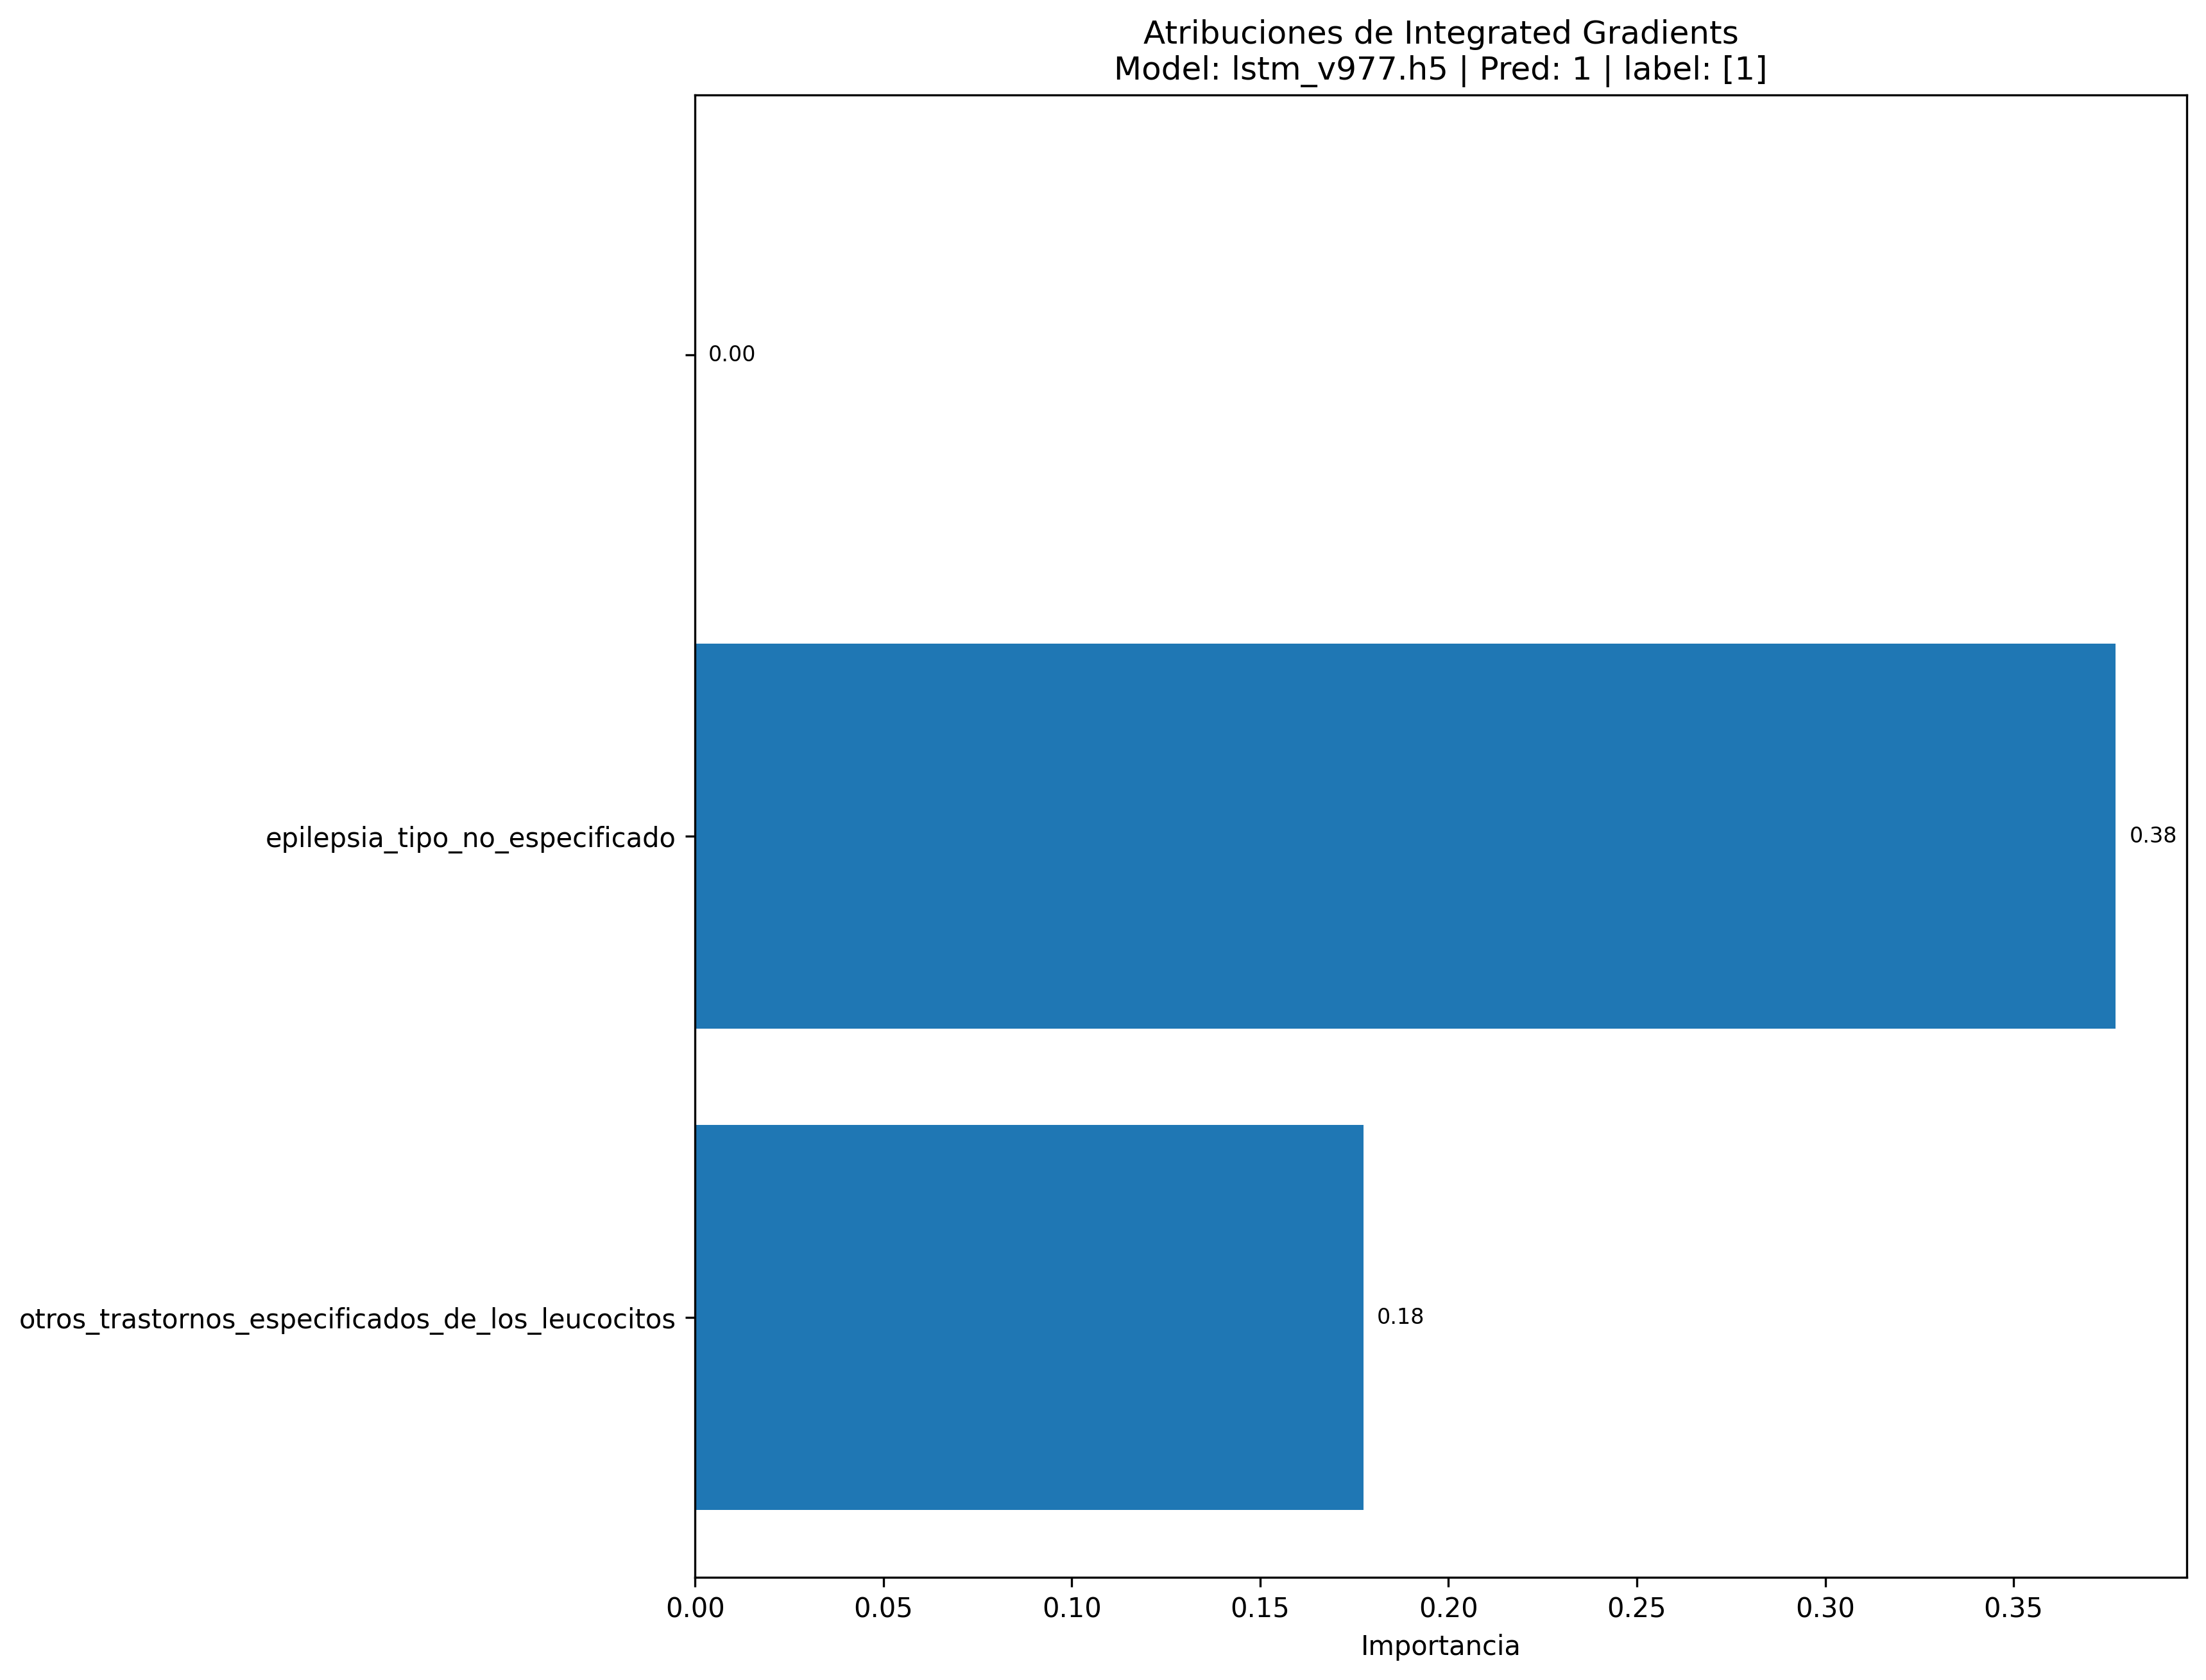 Atribuciones de Integrated Gradients
Model: lstm_v977.h5 | Pred: 1 | label: [1]
0.00
epilepsia_tipo_no_especificado
0.38
otros_trastornos_especificados_de_los_leucocitos
0.18
0.00 0.05 0.10 0.15 0.20 0.25 0.30 0.35
Importancia